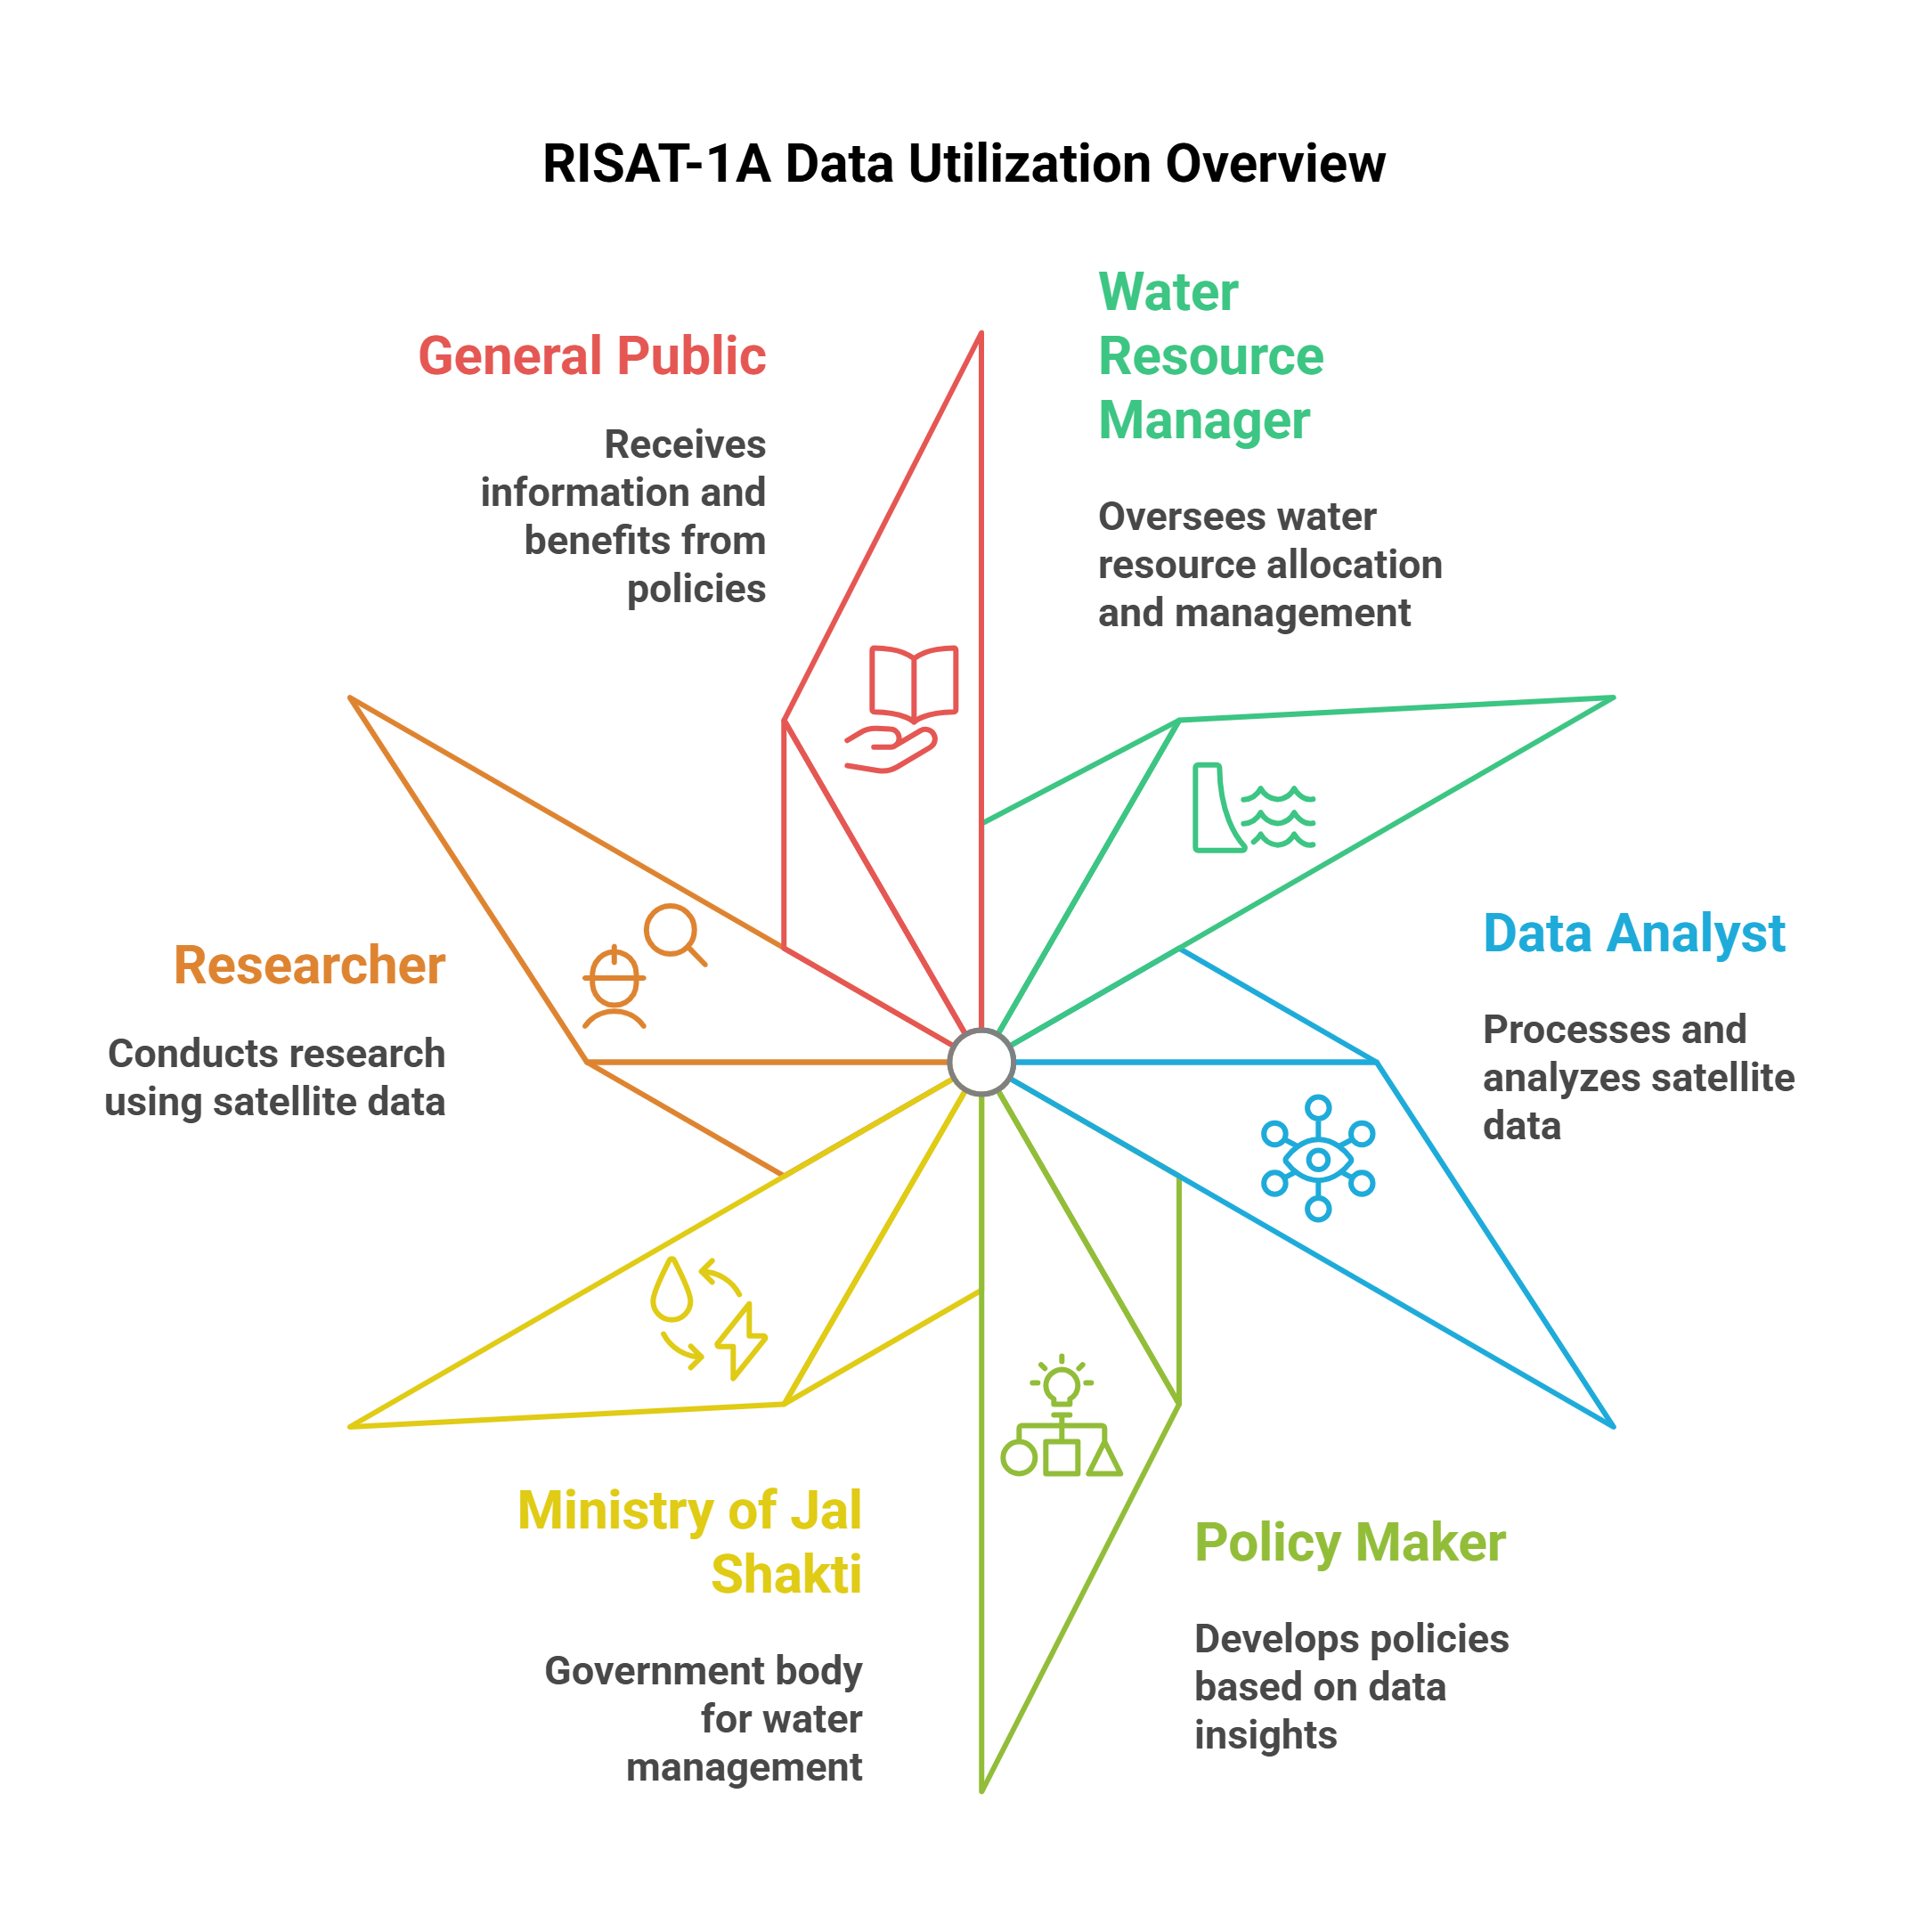 RISAT-1A Data Utilization Overview
General Public
Receives
information and
benefits from
policies
Water
Resource
Manager
Oversees water
resource allocation
and management
Researcher
Conducts research
using satellite data
Data Analyst
Processes and
analyzes satellite
data
Ministry of Jal
Shakti
Government body
for water
management
Policy Maker
Develops policies
based on data
insights